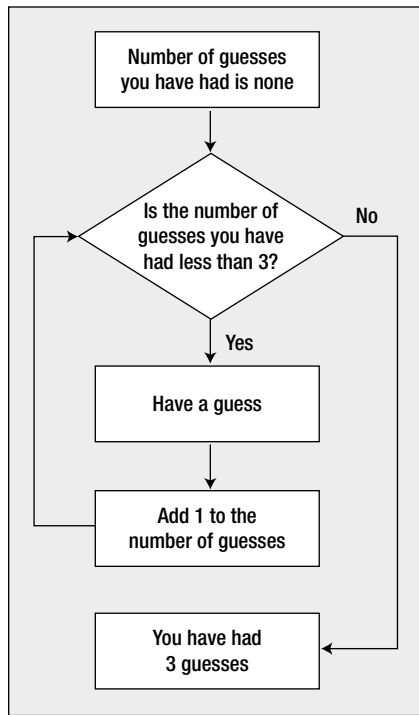 Number of guesses
you have had is none
Is the number of
guesses you have
had less than 3?
No
Yes
Have a guess
Add 1 to the
number of guesses
You have had
3 guesses